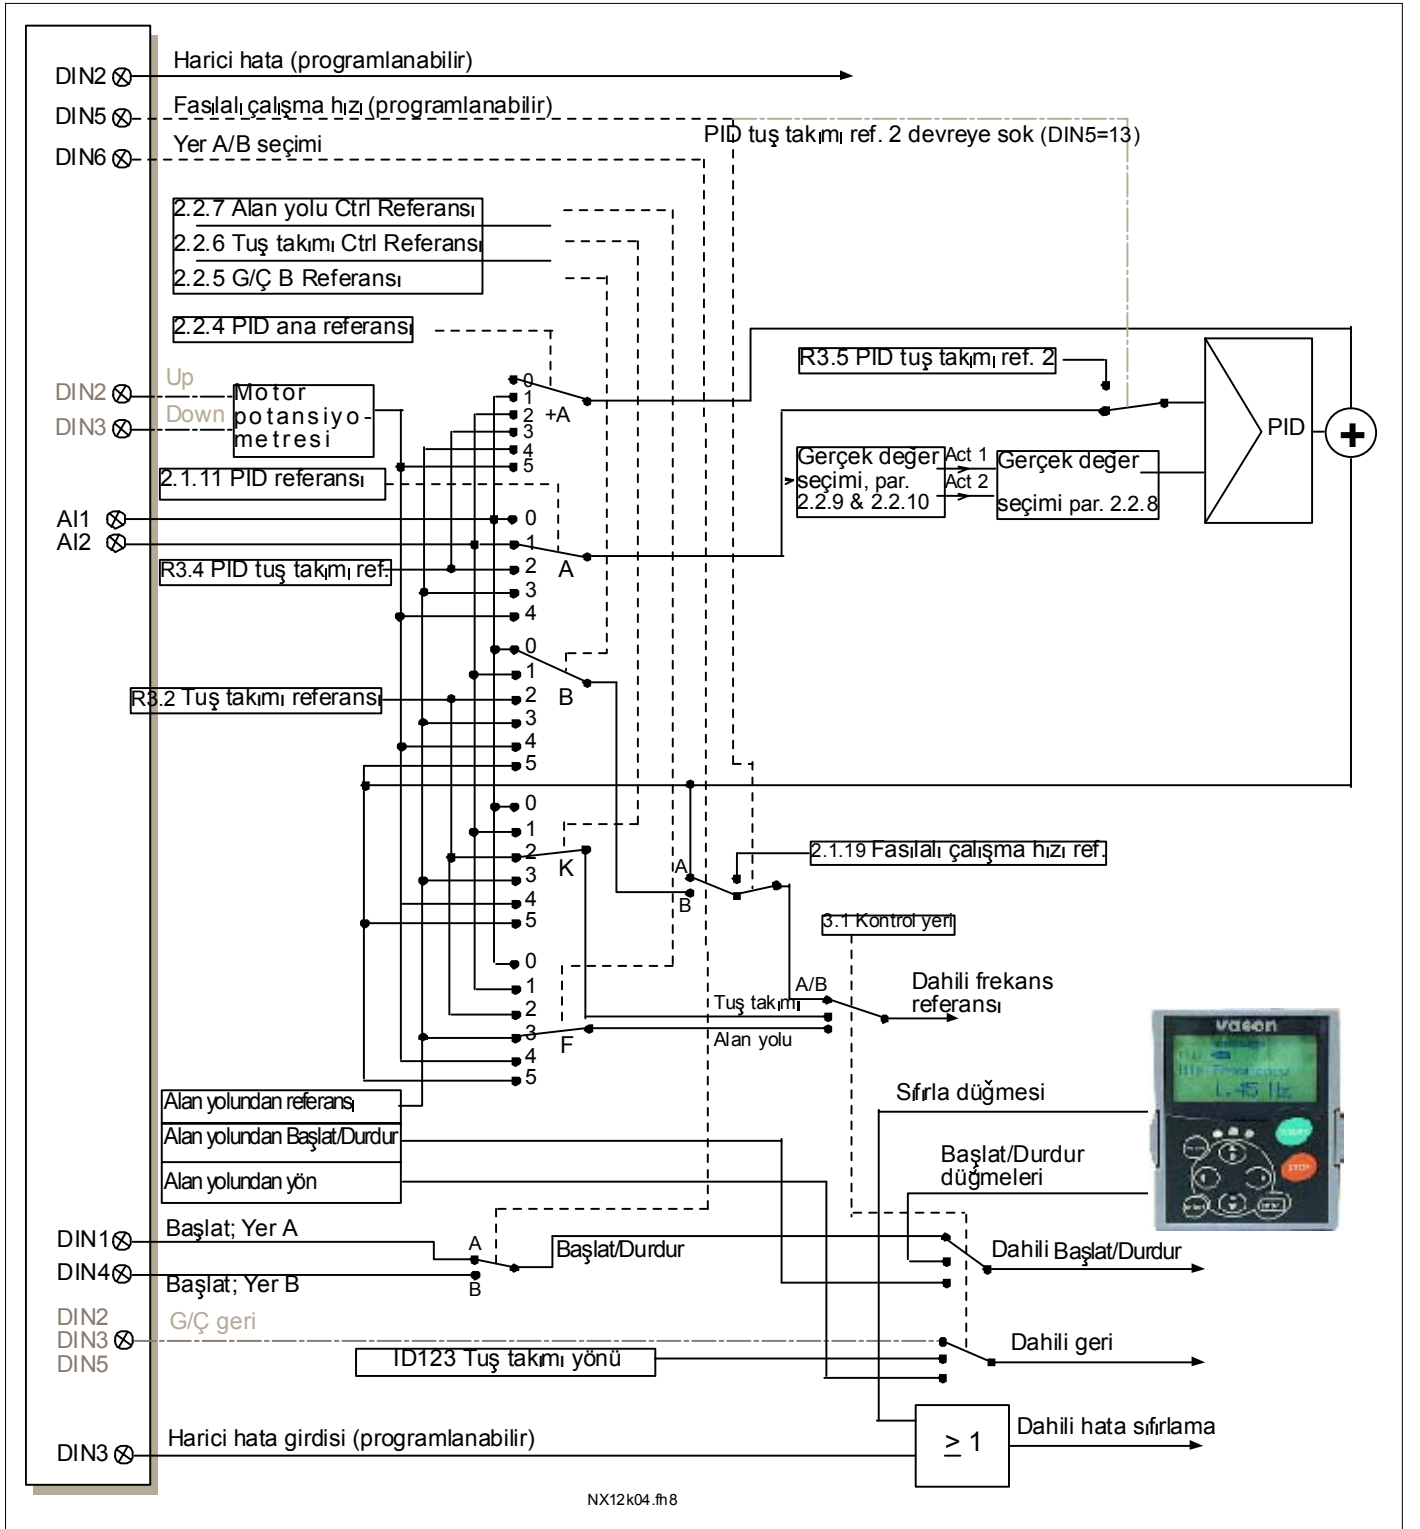 DIN2
Harici hata (programlanabilir)
DIN5
Fasılalı çalışma hızı (programlanabilir)
PID tuş takımı ref. 2 devreye sok (DIN5=13)
DIN6
Yer A/B seçimi
2.2.7 Alan yolu Ctrl Referansı
2.2.6 Tuş takımı Ctrl Referansı
2.2.5 G/Ç B Referansı
2.2.4 PID ana referansı
R3.5 PID tuş takımı ref. 2
DIN2
Up
DIN3
Down
Motor
potansiyo-
metresi
0
1
2
3
4
5
+A
PID
+
2.1.11 PID referansı
Gerçek değer
seçimi, par.
2.2.9 & 2.2.10
Act 1
Act 2
Gerçek değer
seçimi par. 2.2.8
AI1
AI2
R3.4 PID tuş takımı ref.
0
1
2
3
4
A
R3.2 Tuş takımı referansı
0
1
2
3
4
5
B
0
1
2
3
4
5
K
A
B
2.1.19 Fasılalı çalışma hızı ref.
3.1 Kontrol yeri
0
1
2
3
4
5
F
A/B
Tuş takımı
Alan yolu
Dahili frekans
referansı
Alan yolundan referansı
Alan yolundan Başlat/Durdur
Alan yolundan yön
Sıfırla düğmesi
Başlat/Durdur
düğmeleri
vacon
1.45 Hz
STOP
DIN1
Başlat; Yer A
DIN4
Başlat; Yer B
A
B
Başlat/Durdur
Dahili Başlat/Durdur
DIN2
DIN3
DIN5
G/Ç geri
ID123 Tuş takımı yönü
Dahili geri
DIN3
Harici hata girdisi (programlanabilir)
≥ 1
Dahili hata sıfırlama
NX12k04.fh8